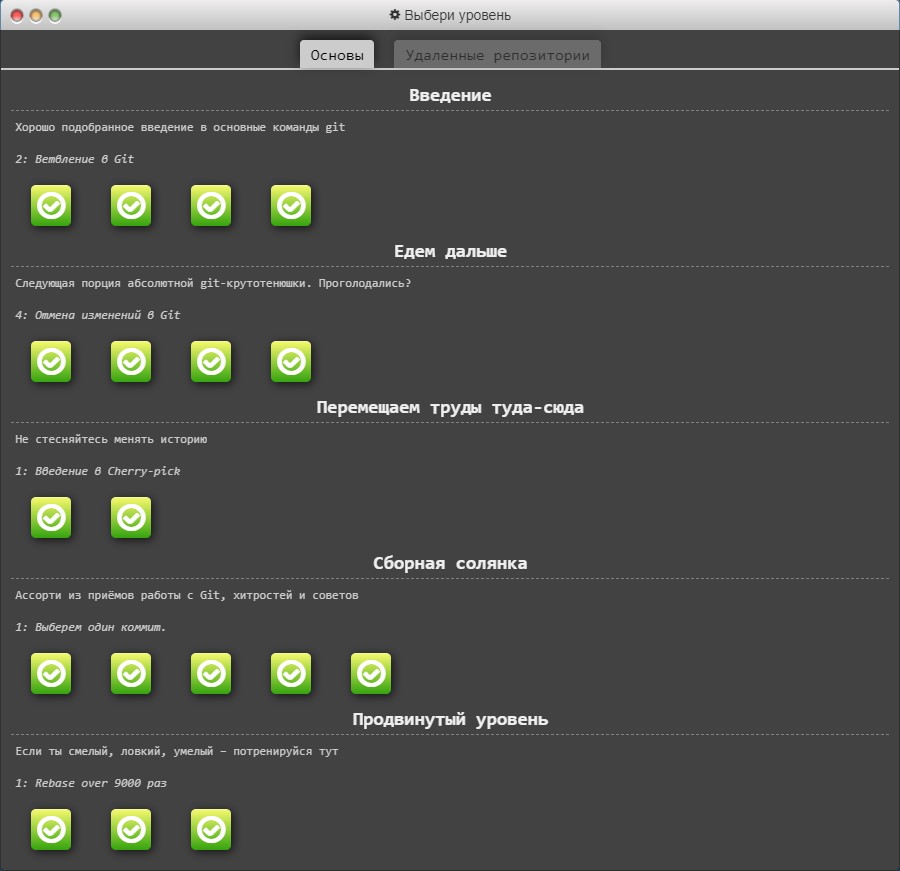 Выбери уровень
Основы
Удаленные репозитории
Введение
Хорошо подобранное введение в основные команды git
2: Ветвление в Git
Едем дальше
Следующая порция абсолютной git-крутотенюшки. Проголодались?
4: Отмена изменений в Git
Перемещаем труды туда-сюда
Не стесняйтесь менять историю
1: Введение в Cherry-pick
Сборная солянка
Ассорти из приёмов работы с Git, хитростей и советов
1: Выберем один коммит.
Продвинутый уровень
Если ты смелый, ловкий, умелый – потренируйся тут
1: Rebase over 9000 раз